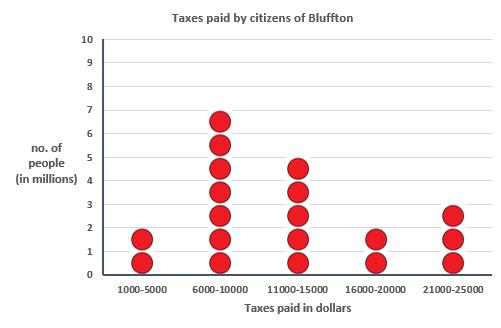 Taxes paid by citizens of Bluffton
10
9
8
7
6
5
4
3
2
1
0
no. of
people
(in millions)
1000-5000 6000-10000 11000-15000 16000-20000 21000-25000
Taxes paid in dollars